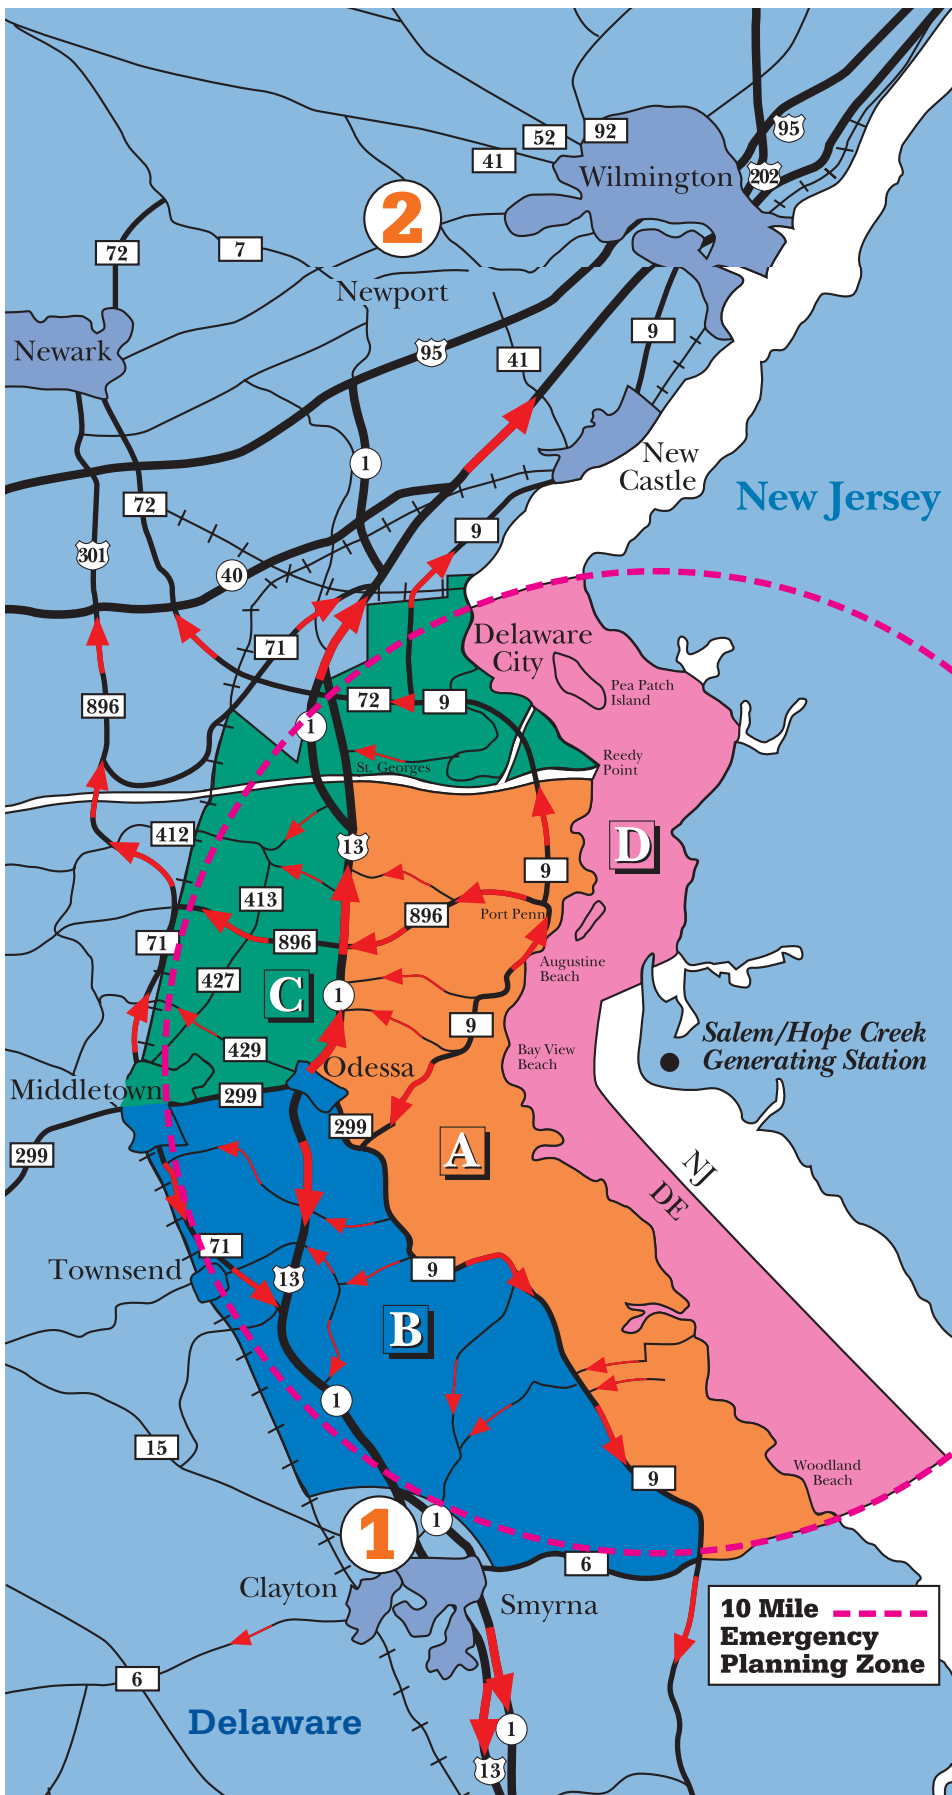 95
52
92
41
Wilmington
202
2
72
7
Newport
9
Newark
95
41
1
New
Castle
New Jersey
72
9
301
40
Delaware
City
71
Pea Patch
Island
72
9
896
1
Reedy
Point
St. Georges
412
13
D
9
413
Port Penn
896
896
71
Augustine
Beach
427
C
1
9
Salem/Hope Creek
Generating Station
429
Bay View
Beach
Odessa
Middletown
299
299
299
A
NJ
DE
71
Townsend
13
9
B
1
15
9
Woodland
Beach
1
1
6
Clayton
Smyrna
10 Mile
Emergency
Planning Zone
6
Delaware
1
13